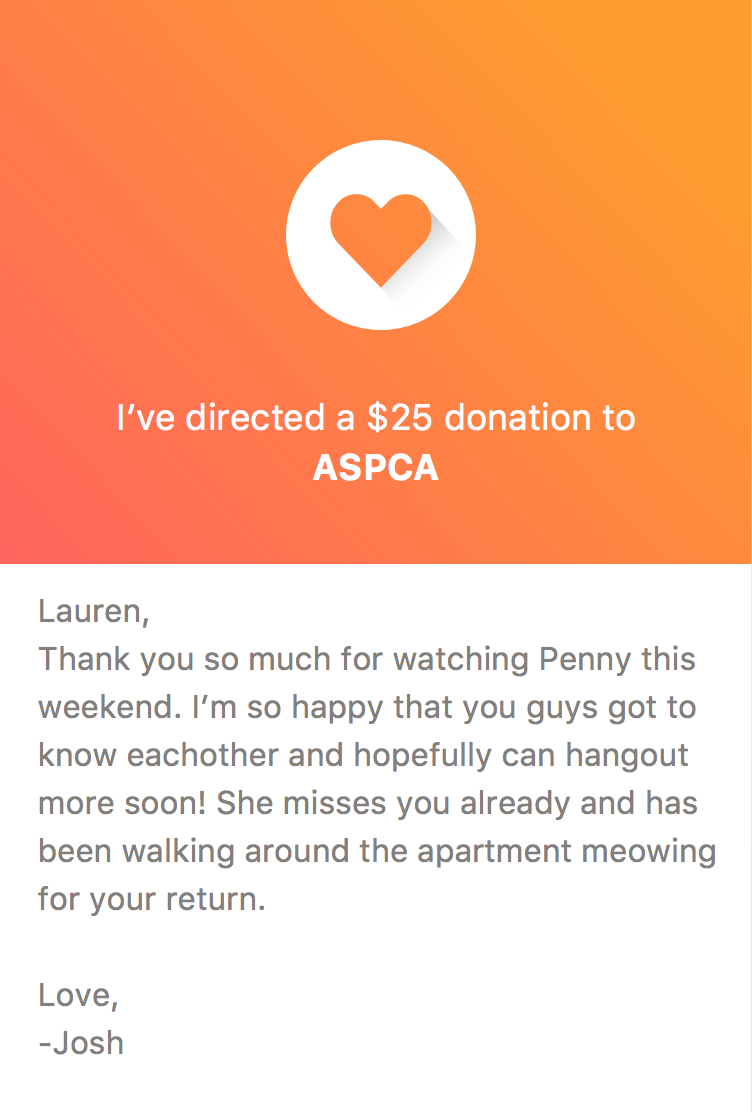 I’ve directed a $25 donation to
ASPCA
Lauren,
Thank you so much for watching Penny this
weekend. I’m so happy that you guys got to
know eachother and hopefully can hangout
more soon! She misses you already and has
been walking around the apartment meowing
for your return.
Love,
-Josh